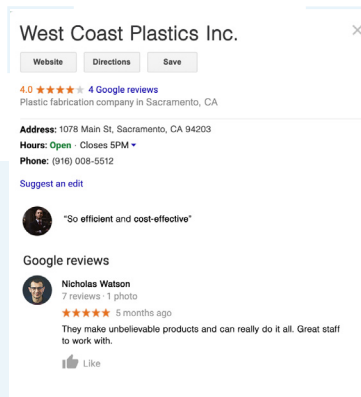 West Coast Plastics Inc.
Website Directions Save
4.0 4 Google reviews
Plastic fabrication company in Sacramento, CA
Address: 1078 Main St, Sacramento, CA 94203
Hours: Open · Closes 5PM
Phone: (916) 008-5512
Suggest an edit
"So efficient and cost-effective"
Google reviews
Nicholas Watson
7 reviews · 1 photo
5 months ago
They make unbelievable products and can really do it all. Great staff
to work with.
Like